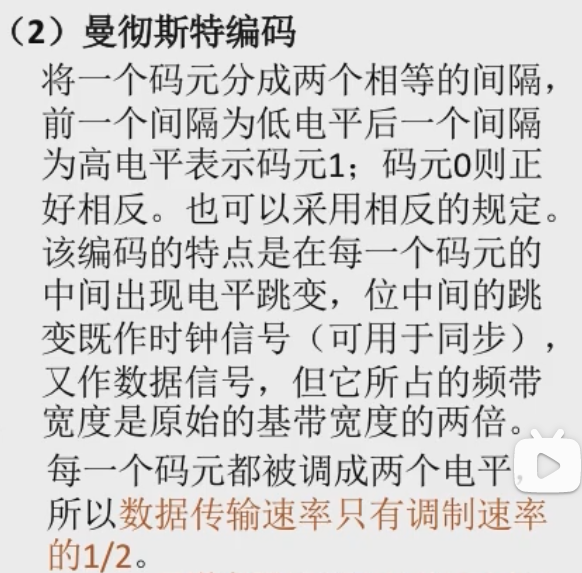 （2）曼彻斯特编码
将一个码元分成两个相等的间隔，
前一个间隔为低电平后一个间隔
为高电平表示码元1；码元0则正
好相反。也可以采用相反的规定。
该编码的特点是在每一个码元的
中间出现电平跳变，位中间的跳
变既作时钟信号（可用于同步），
又作数据信号，但它所占的频带
宽度是原始的基带宽度的两倍。
每一个码元都被调成两个电平，
所以数据传输速率只有调制速率
的1/2。